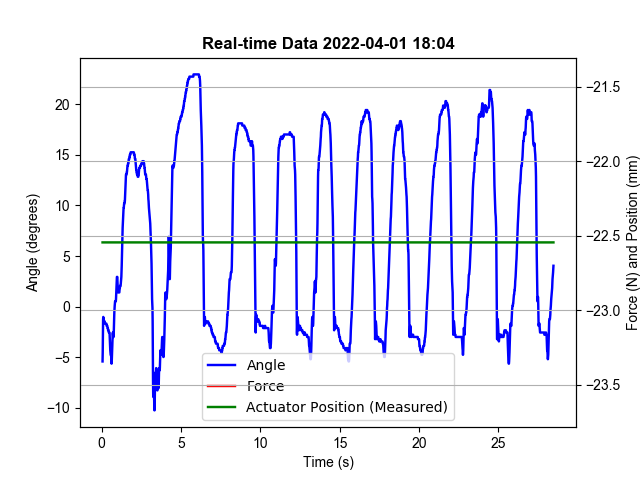 Real-time Data 2022-04-01 18:04
Angle (degrees)
20
15
10
5
0
−5
−10
−21.5
−22.0
−22.5
−23.0
−23.5
Force (N) and Position (mm)
Angle
Force
Actuator Position (Measured)
0 5 10 15 20 25
Time (s)